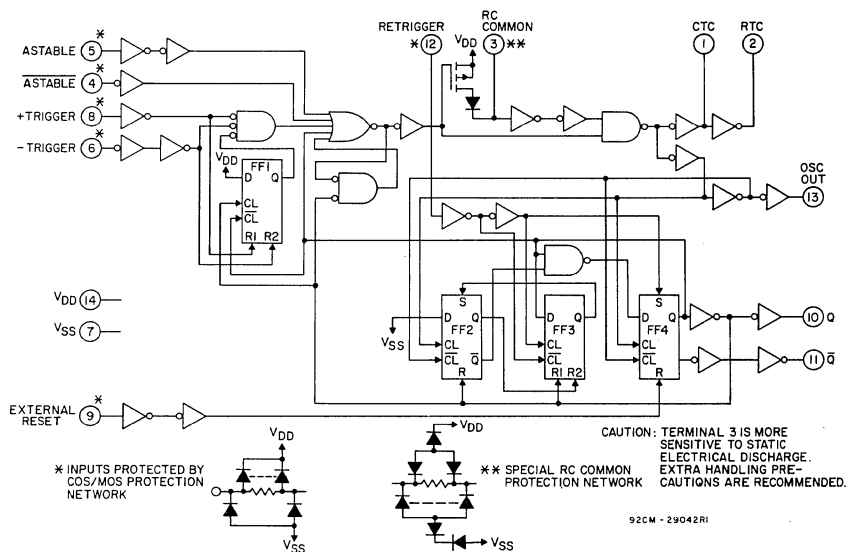 RETRIGGER
* 12
RC
COMMON
3 **
CTC
1
RTC
2
VDD
ASTABLE 5 *
ASTABLE 4 *
+TRIGGER 8 *
-TRIGGER 6 *
VDD
FF1
D Q
CL
CL
R1 R2
OSC
OUT
13
VDD 14
VSS 7
VSS
S
D Q
FF2
CL
CL Q
R
D Q
FF3
CL
CL
R1 R2
S
D Q
FF4
CL
CL
R
10 Q
11 Q
EXTERNAL
RESET 9 *
* INPUTS PROTECTED BY
COS/MOS PROTECTION
NETWORK
VDD
VSS
VDD
VSS
** SPECIAL RC COMMON
PROTECTION NETWORK
CAUTION: TERMINAL 3 IS MORE
SENSITIVE TO STATIC
ELECTRICAL DISCHARGE.
EXTRA HANDLING PRE-
CAUTIONS ARE RECOMMENDED.
92CM-29042R1